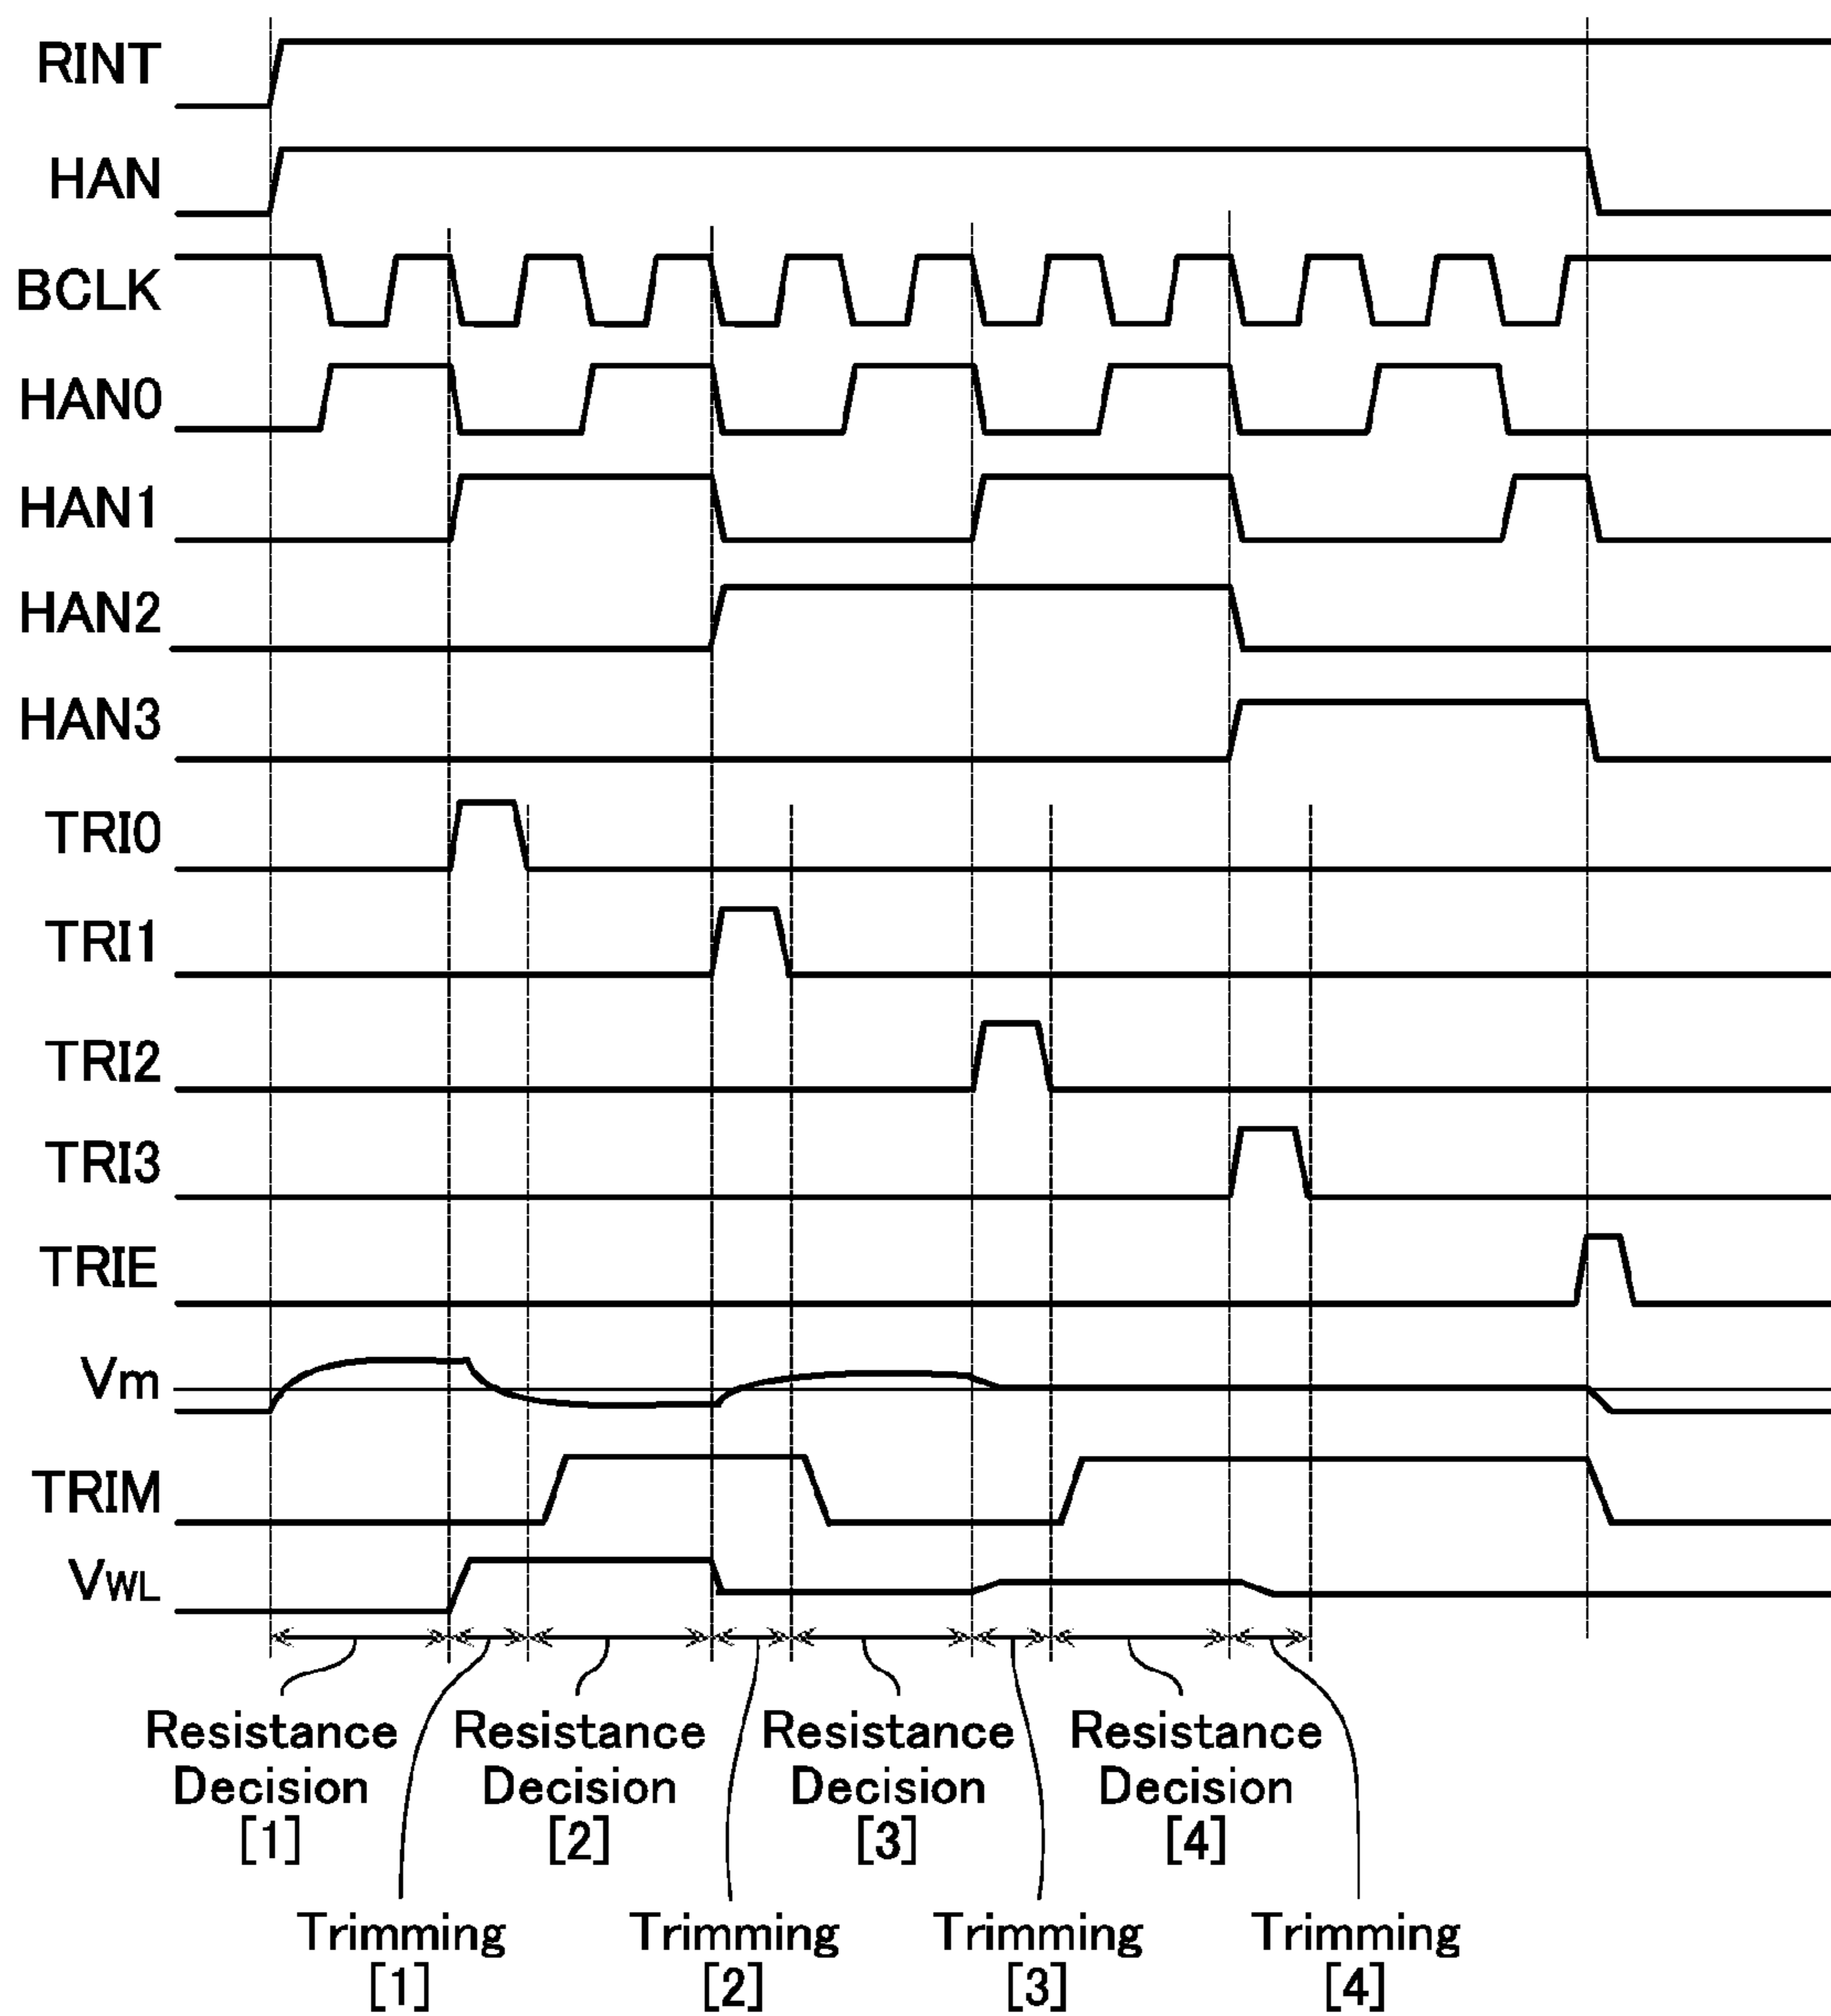 RINT
HAN
BCLK
HAN0
HAN1
HAN2
HAN3
TRI0
TRI1
TRI2
TRI3
TRIE
Vm
TRIM
VWL
Resistance Decision [1]
Resistance Decision [2]
Resistance Decision [3]
Resistance Decision [4]
Trimming [1]
Trimming [2]
Trimming [3]
Trimming [4]